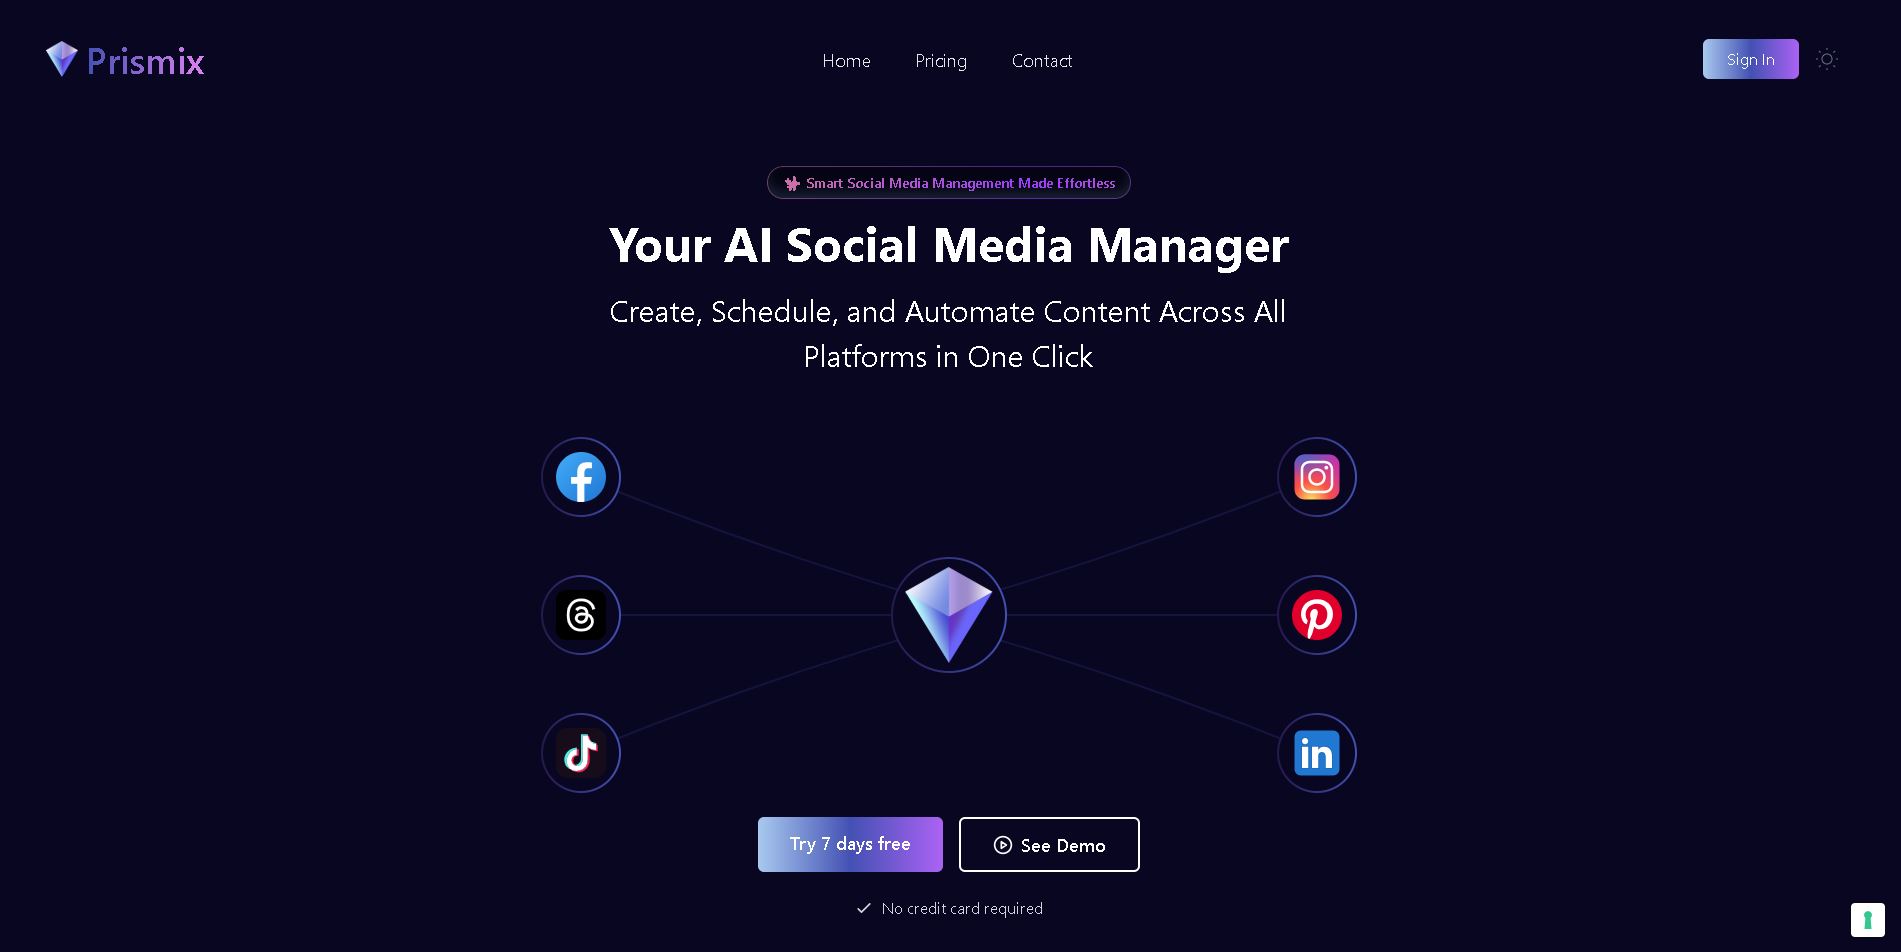 Prismix
Home
Pricing
Contact
Sign In
Smart Social Media Management Made Effortless
Your AI Social Media Manager
Create, Schedule, and Automate Content Across All
Platforms in One Click
Try 7 days free
See Demo
No credit card required